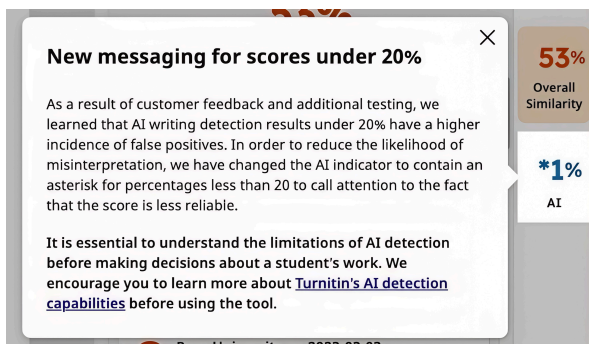 53%
New messaging for scores under 20%
53%
Overall
Similarity
As a result of customer feedback and additional testing, we
learned that AI writing detection results under 20% have a higher
incidence of false positives. In order to reduce the likelihood of
misinterpretation, we have changed the AI indicator to contain an
asterisk for percentages less than 20 to call attention to the fact
that the score is less reliable.
*1%
AI
It is essential to understand the limitations of AI detection
before making decisions about a student's work. We
encourage you to learn more about Turnitin's AI detection
capabilities before using the tool.